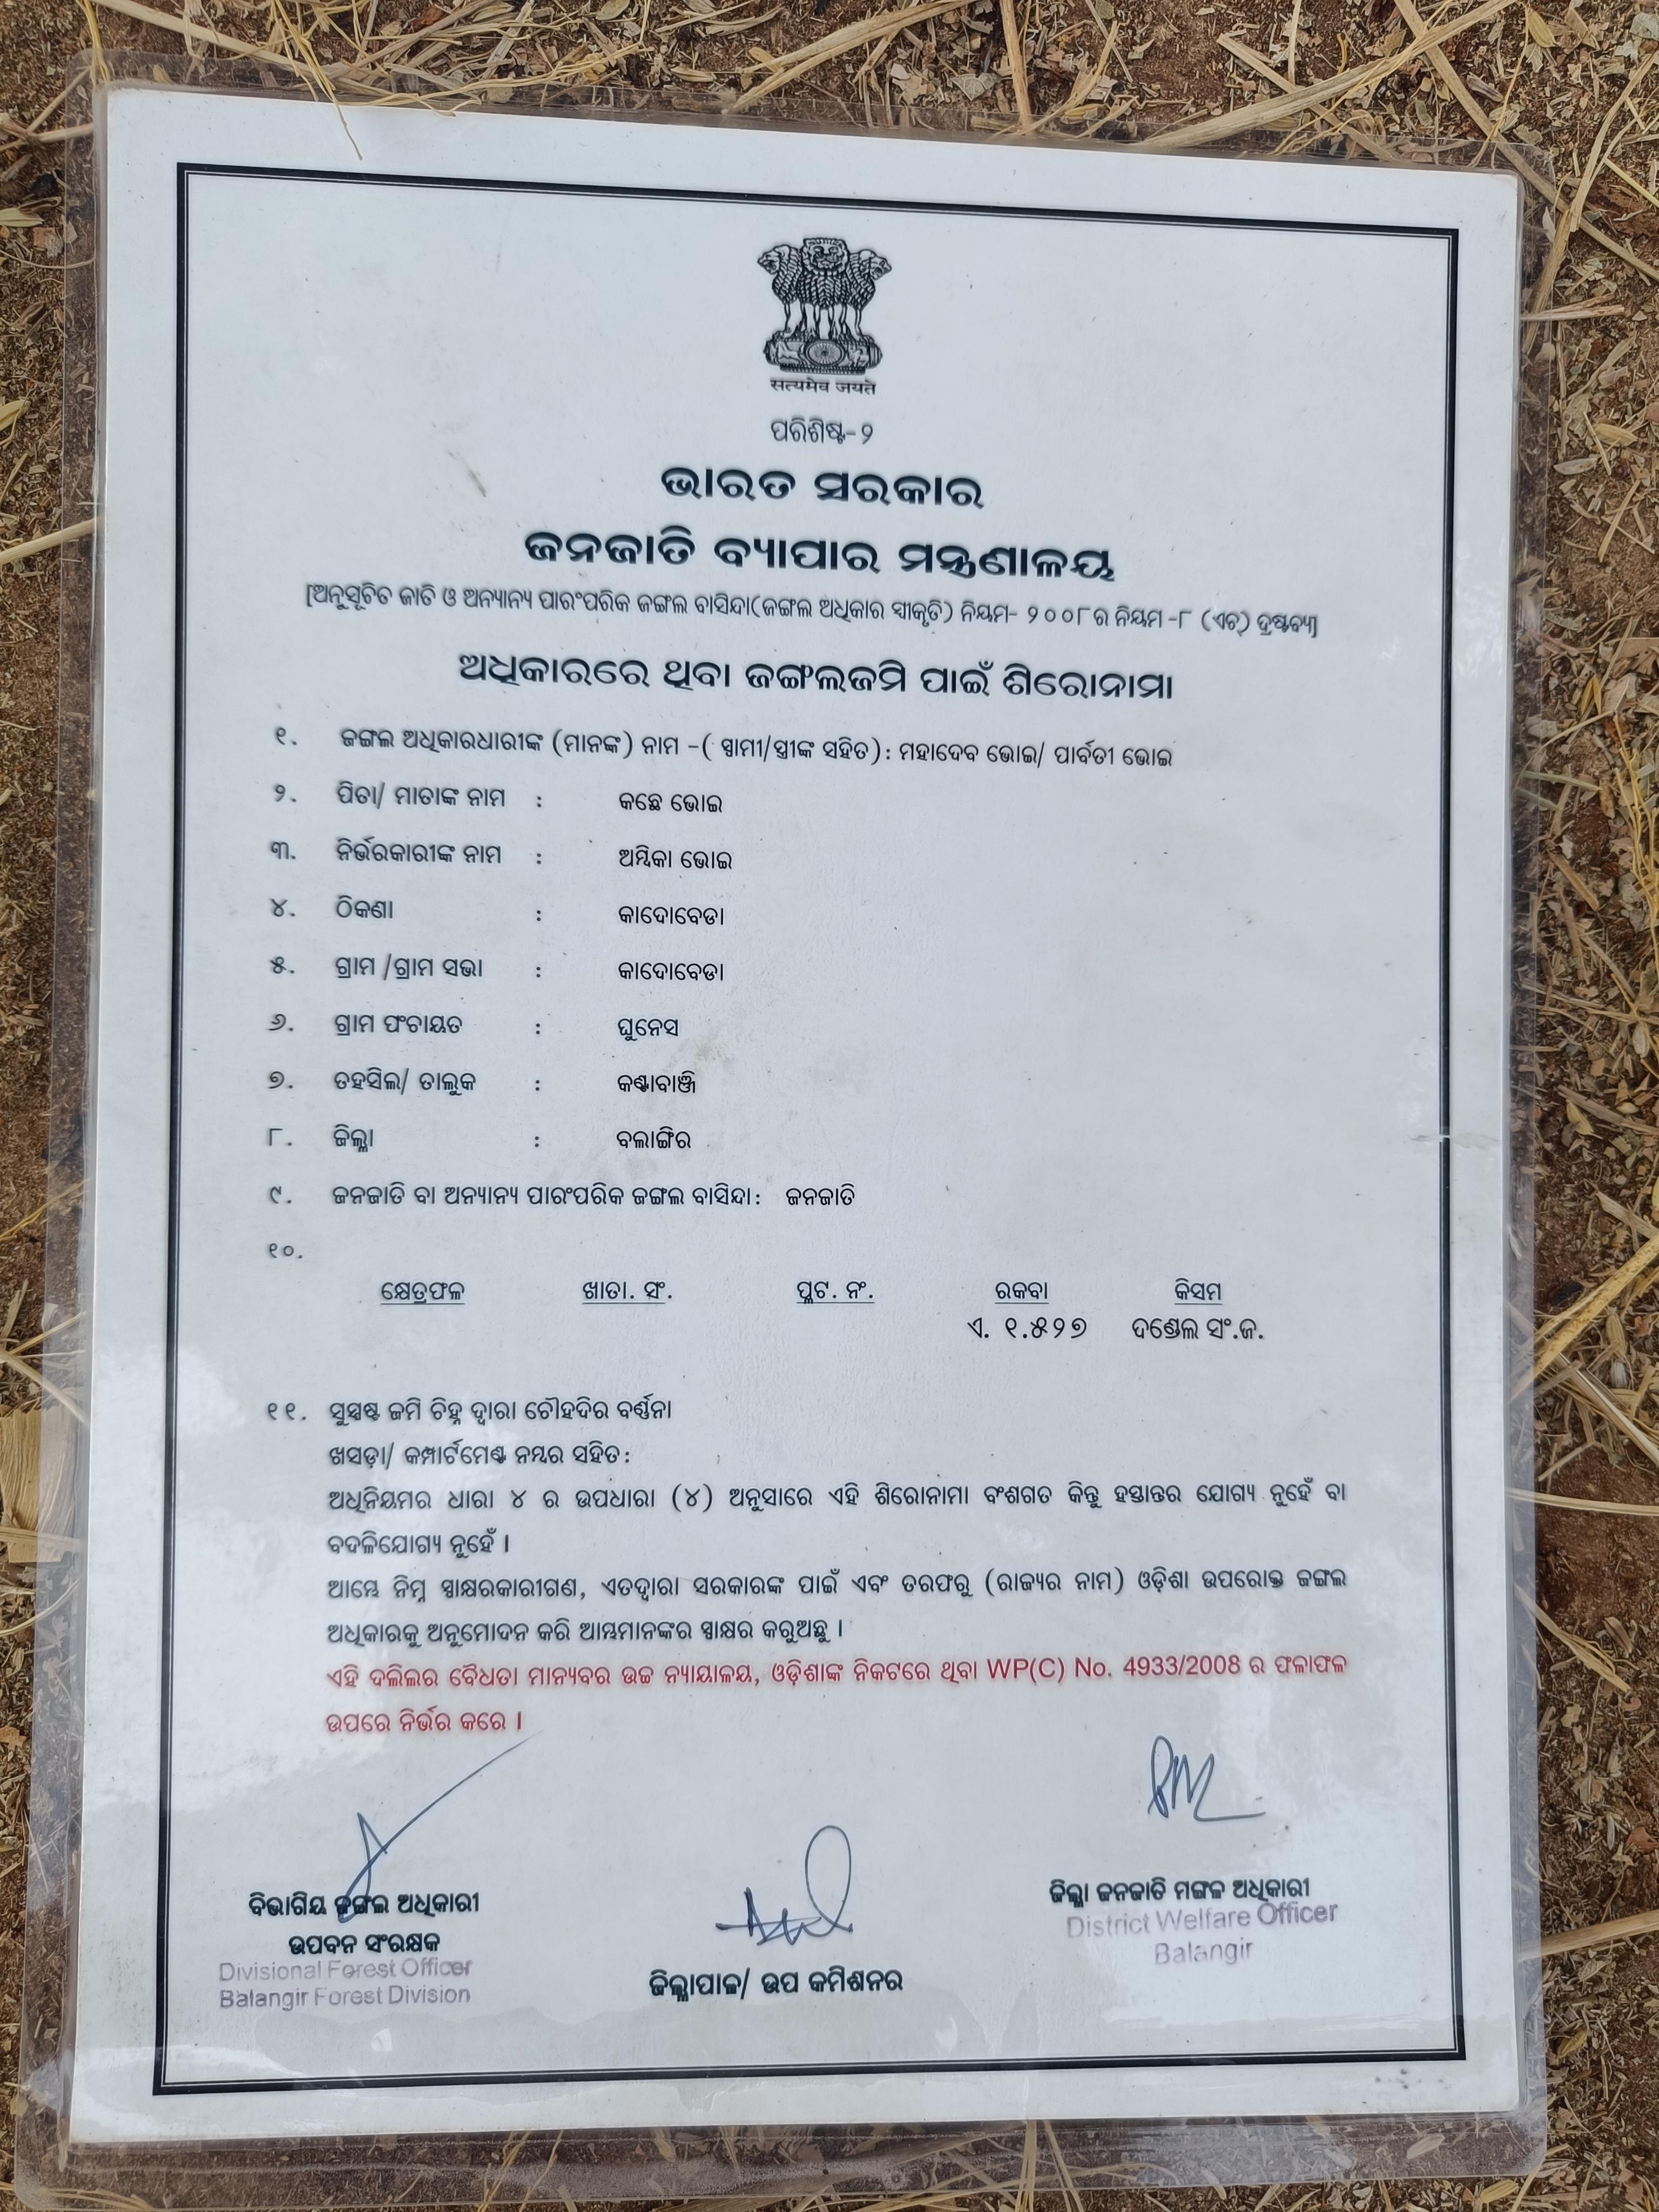 सत्यमेव जयते
ପରିଶିଷ୍ଟ-୨
ଭାରତ ସରକାର
ଜନଜାତି ବ୍ୟାପାର ମନ୍ତ୍ରଣାଳୟ
[ଅନୁସୂଚିତ ଜାତି ଓ ଅନ୍ୟାନ୍ୟ ପାରଂପରିକ ଜଙ୍ଗଲ ବାସିନ୍ଦା(ଜଙ୍ଗଲ ଅଧିକାର ସ୍ୱୀକୃତି) ନିୟମ- ୨୦୦୮ର ନିୟମ -୮ (ଏଚ୍) ଦ୍ରଷ୍ଟବ୍ୟ]
ଅଧିକାରରେ ଥିବା ଜଙ୍ଗଲଜମି ପାଇଁ ଶିରୋନାମା
୧. ଜଙ୍ଗଲ ଅଧିକାରଧାରୀଙ୍କ (ମାନଙ୍କ) ନାମ -( ସ୍ୱାମୀ/ସ୍ତ୍ରୀଙ୍କ ସହିତ): ମହାଦେବ ଭୋଇ/ ପାର୍ବତୀ ଭୋଇ
୨. ପିତା/ ମାତାଙ୍କ ନାମ : କଛେ ଭୋଇ
୩. ନିର୍ଭରକାରୀଙ୍କ ନାମ : ଅମ୍ବିକା ଭୋଇ
୪. ଠିକଣା : କାଦୋବେଡା
୫. ଗ୍ରାମ /ଗ୍ରାମ ସଭା : କାଦୋବେଡା
୬. ଗ୍ରାମ ପଂଚାୟତ : ଘୁନେସ
୭. ତହସିଲ/ ତାଲୁକ : କଣ୍ଟାବାଞ୍ଜି
୮. ଜିଲ୍ଲା : ବଲାଙ୍ଗିର
୯. ଜନଜାତି ବା ଅନ୍ୟାନ୍ୟ ପାରଂପରିକ ଜଙ୍ଗଲ ବାସିନ୍ଦା: ଜନଜାତି
୧୦.
କ୍ଷେତ୍ରଫଳ ଖାତା. ସଂ. ପ୍ଲଟ. ନଂ. ରକବା କିସମ
ଏ. ୧.୫୨୭ ଦଣ୍ଡେଲ ସଂ.ଜ.
୧୧. ସୁସ୍ପଷ୍ଟ ଜମି ଚିହ୍ନ ଦ୍ୱାରା ଚୌହଦିର ବର୍ଣ୍ଣନା
ଖସଡ଼ା/ କମ୍ପାର୍ଟମେଣ୍ଟ ନମ୍ବର ସହିତ:
ଅଧିନିୟମର ଧାରା ୪ ର ଉପଧାରା (୪) ଅନୁସାରେ ଏହି ଶିରୋନାମା ବଂଶଗତ କିନ୍ତୁ ହସ୍ତାନ୍ତର ଯୋଗ୍ୟ ନୁହେଁ ବା
ବଦଳିଯୋଗ୍ୟ ନୁହେଁ ।
ଆମ୍ଭେ ନିମ୍ନ ସ୍ୱାକ୍ଷରକାରୀଗଣ, ଏତଦ୍ୱାରା ସରକାରଙ୍କ ପାଇଁ ଏବଂ ତରଫରୁ (ରାଜ୍ୟର ନାମ) ଓଡ଼ିଶା ଉପରୋକ୍ତ ଜଙ୍ଗଲ
ଅଧିକାରକୁ ଅନୁମୋଦନ କରି ଆମ୍ଭମାନଙ୍କର ସ୍ୱାକ୍ଷର କରୁଅଛୁ ।
ଏହି ଦଲିଲର ବୈଧତା ମାନ୍ୟବର ଉଚ୍ଚ ନ୍ୟାୟାଳୟ, ଓଡ଼ିଶାଙ୍କ ନିକଟରେ ଥିବା WP(C) No. 4933/2008 ର ଫଳାଫଳ
ଉପରେ ନିର୍ଭର କରେ ।
ବିଭାଗିୟ ଜଙ୍ଗଲ ଅଧିକାରୀ
ଉପବନ ସଂରକ୍ଷକ
Divisional Forest Officer
Balangir Forest Division
ଜିଲ୍ଲାପାଳ/ ଉପ କମିଶନର
ଜିଲ୍ଲା ଜନଜାତି ମଙ୍ଗଳ ଅଧିକାରୀ
District Welfare Officer
Balangir